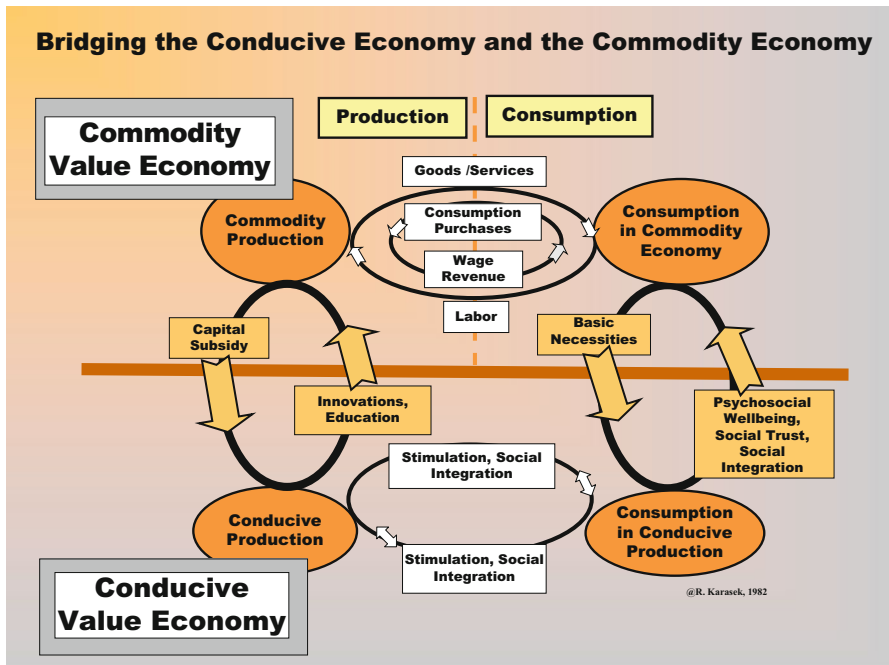 Bridging the Conducive Economy and the Commodity Economy
Production
Consumption
Commodity
Value Economy
Goods /Services
Commodity
Production
Consumption
Purchases
Consumption
in Commodity
Economy
Wage
Revenue
Labor
Capital
Subsidy
Basic
Necessities
Innovations,
Education
Psychosocial
Wellbeing,
Social Trust,
Social
Integration
Stimulation, Social
Integration
Conducive
Production
Consumption
in Conducive
Production
Stimulation, Social
Integration
Conducive
Value Economy
@R. Karasek, 1982